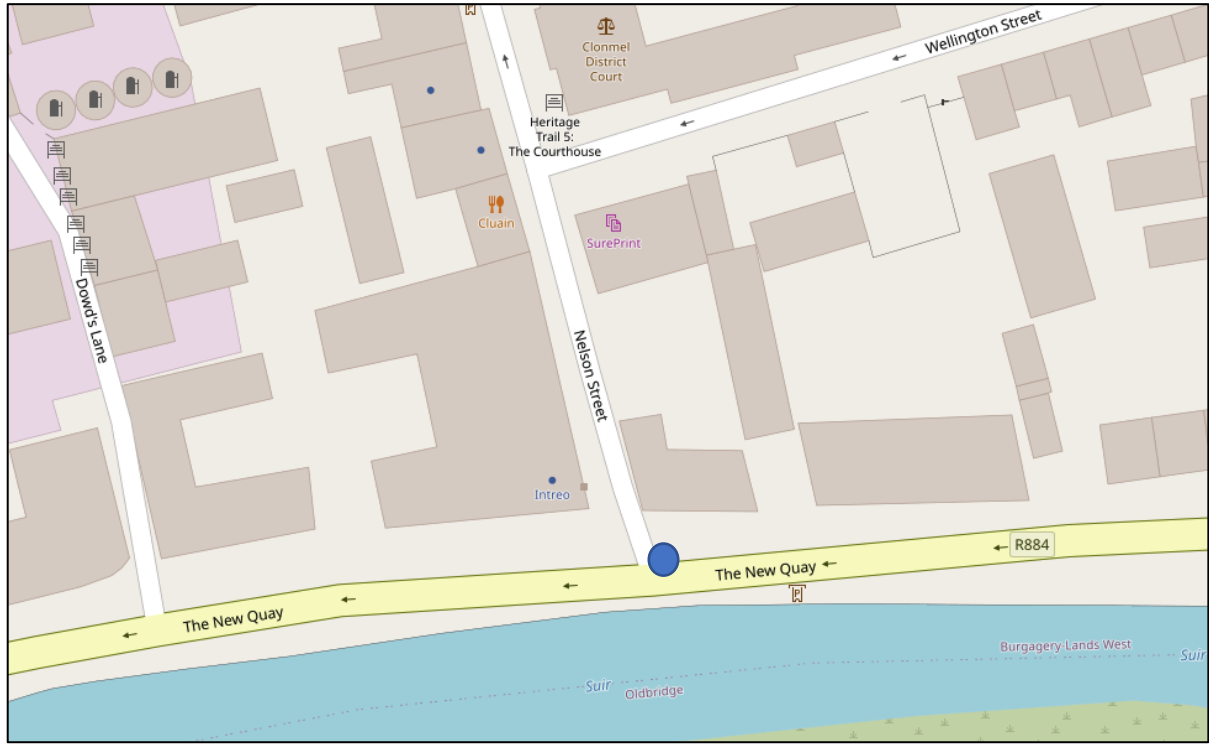 Wellington Street
Clonmel
District
Court
Heritage
Trail 5:
The Courthouse
Cluain
SurePrint
Dowd's Lane
Nelson Street
Intreo
R884
The New Quay
P
The New Quay
Burgagery-Lands West
Suir
Suir
Oldbridge